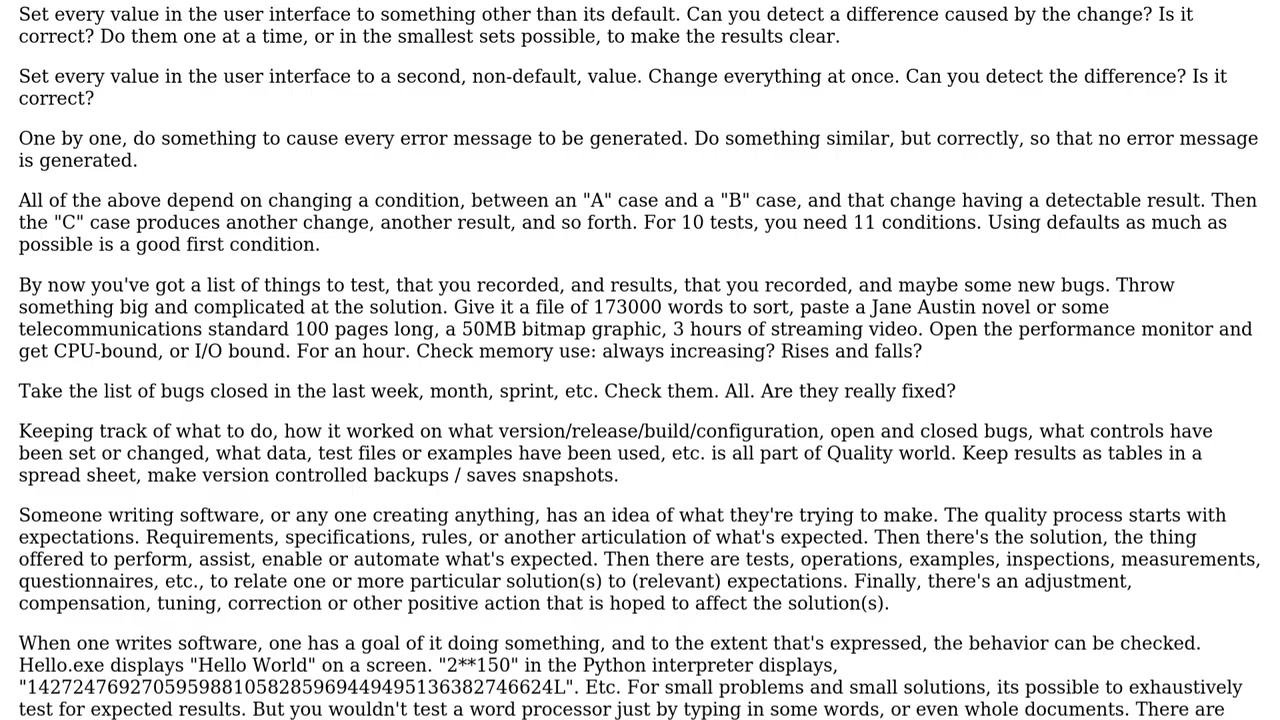 Set every value in the user interface to something other than its default. Can you detect a difference caused by the change? Is it
correct? Do them one at a time, or in the smallest sets possible, to make the results clear.
Set every value in the user interface to a second, non-default, value. Change everything at once. Can you detect the difference? Is it
correct?
One by one, do something to cause every error message to be generated. Do something similar, but correctly, so that no error message
is generated.
All of the above depend on changing a condition, between an "A" case and a "B" case, and that change having a detectable result. Then
the "C" case produces another change, another result, and so forth. For 10 tests, you need 11 conditions. Using defaults as much as
possible is a good first condition.
By now you've got a list of things to test, that you recorded, and results, that you recorded, and maybe some new bugs. Throw
something big and complicated at the solution. Give it a file of 173000 words to sort, paste a Jane Austin novel or some
telecommunications standard 100 pages long, a 50MB bitmap graphic, 3 hours of streaming video. Open the performance monitor and
get CPU-bound, or I/O bound. For an hour. Check memory use: always increasing? Rises and falls?
Take the list of bugs closed in the last week, month, sprint, etc. Check them. All. Are they really fixed?
Keeping track of what to do, how it worked on what version/release/build/configuration, open and closed bugs, what controls have
been set or changed, what data, test files or examples have been used, etc. is all part of Quality world. Keep results as tables in a
spread sheet, make version controlled backups / saves snapshots.
Someone writing software, or any one creating anything, has an idea of what they're trying to make. The quality process starts with
expectations. Requirements, specifications, rules, or another articulation of what's expected. Then there's the solution, the thing
offered to perform, assist, enable or automate what's expected. Then there are tests, operations, examples, inspections, measurements,
questionnaires, etc., to relate one or more particular solution(s) to (relevant) expectations. Finally, there's an adjustment,
compensation, tuning, correction or other positive action that is hoped to affect the solution(s).
When one writes software, one has a goal of it doing something, and to the extent that's expressed, the behavior can be checked.
Hello.exe displays "Hello World" on a screen. "2**150" in the Python interpreter displays,
"1427247692705959881058285969449495136382746624L". Etc. For small problems and small solutions, its possible to exhaustively
test for expected results. But you wouldn't test a word processor just by typing in some words, or even whole documents. There are